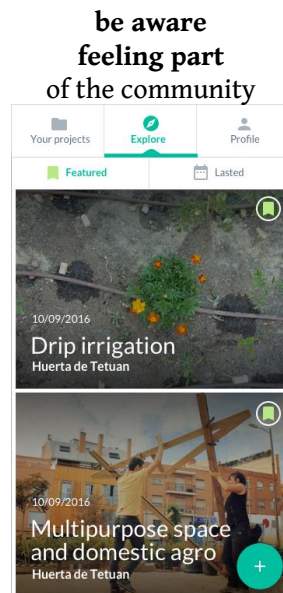 be aware
feeling part
of the community
Your projects
Explore
Profile
Featured
Lasted
10/09/2016
Drip irrigation
Huerta de Tetuan
10/09/2016
Multipurpose space
and domestic agro
Huerta de Tetuan
+